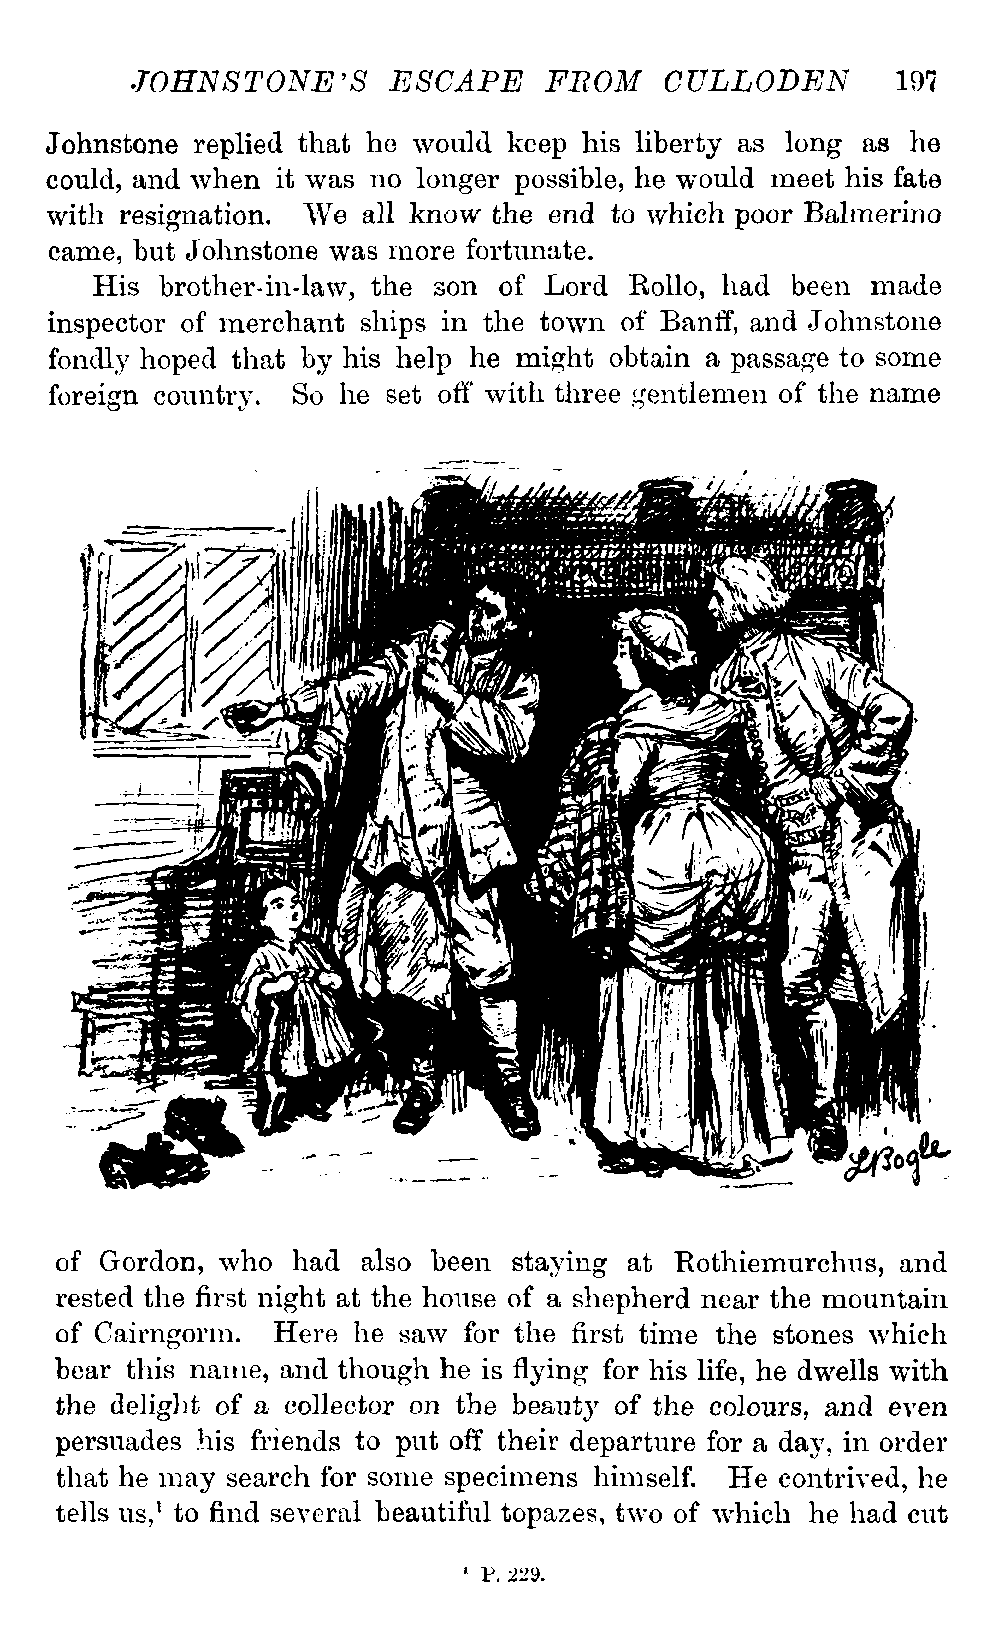 JOHNSTONE'S ESCAPE FROM CULLODEN 197
Johnstone replied that he would keep his liberty as long as he
could, and when it was no longer possible, he would meet his fate
with resignation. We all know the end to which poor Balmerino
came, but Johnstone was more fortunate.
His brother-in-law, the son of Lord Rollo, had been made
inspector of merchant ships in the town of Banff, and Johnstone
fondly hoped that by his help he might obtain a passage to some
foreign country. So he set off with three gentlemen of the name
LBogle
of Gordon, who had also been staying at Rothiemurchus, and
rested the first night at the house of a shepherd near the mountain
of Cairngorm. Here he saw for the first time the stones which
bear this name, and though he is flying for his life, he dwells with
the delight of a collector on the beauty of the colours, and even
persuades his friends to put off their departure for a day, in order
that he may search for some specimens himself. He contrived, he
tells us,¹ to find several beautiful topazes, two of which he had cut
¹ P. 229.